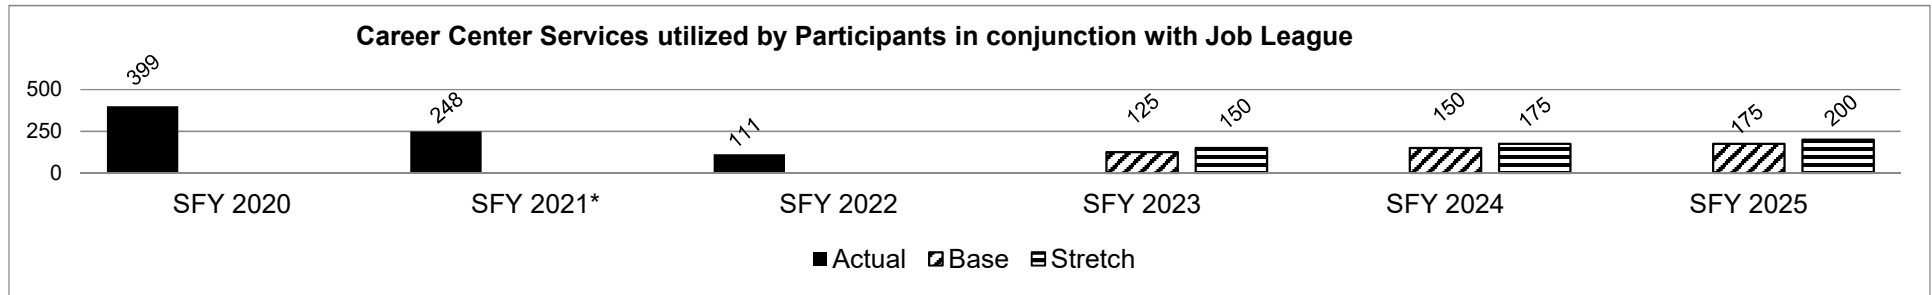 Career Center Services utilized by Participants in conjunction with Job League
500
250
0
399
248
111
125
150
150
175
175
200
SFY 2020
SFY 2021*
SFY 2022
SFY 2023
SFY 2024
SFY 2025
Actual
Base
Stretch